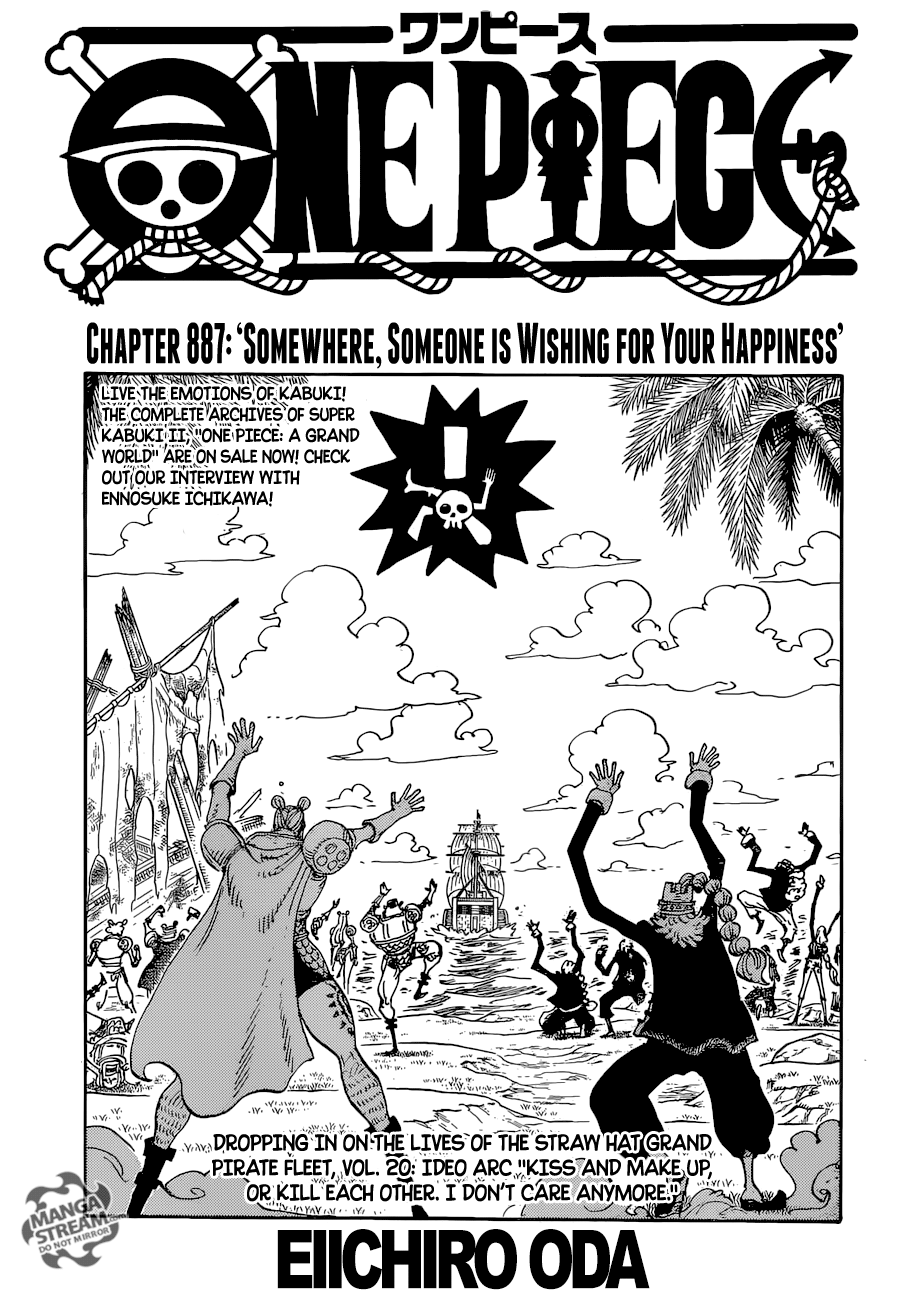 ワンピース
ONE PIECE
CHAPTER 887: ‘SOMEWHERE, SOMEONE IS WISHING FOR YOUR HAPPINESS’
LIVE THE EMOTIONS OF KABUKI!
THE COMPLETE ARCHIVES OF SUPER
KABUKI II, "ONE PIECE: A GRAND
WORLD" ARE ON SALE NOW! CHECK
OUT OUR INTERVIEW WITH
ENNOSUKE ICHIKAWA!
DROPPING IN ON THE LIVES OF THE STRAW HAT GRAND
PIRATE FLEET, VOL. 20: IDEO ARC "KISS AND MAKE UP,
OR KILL EACH OTHER. I DON'T CARE ANYMORE."
MANGA
STREAM.com
DO NOT MIRROR
EIICHIRO ODA